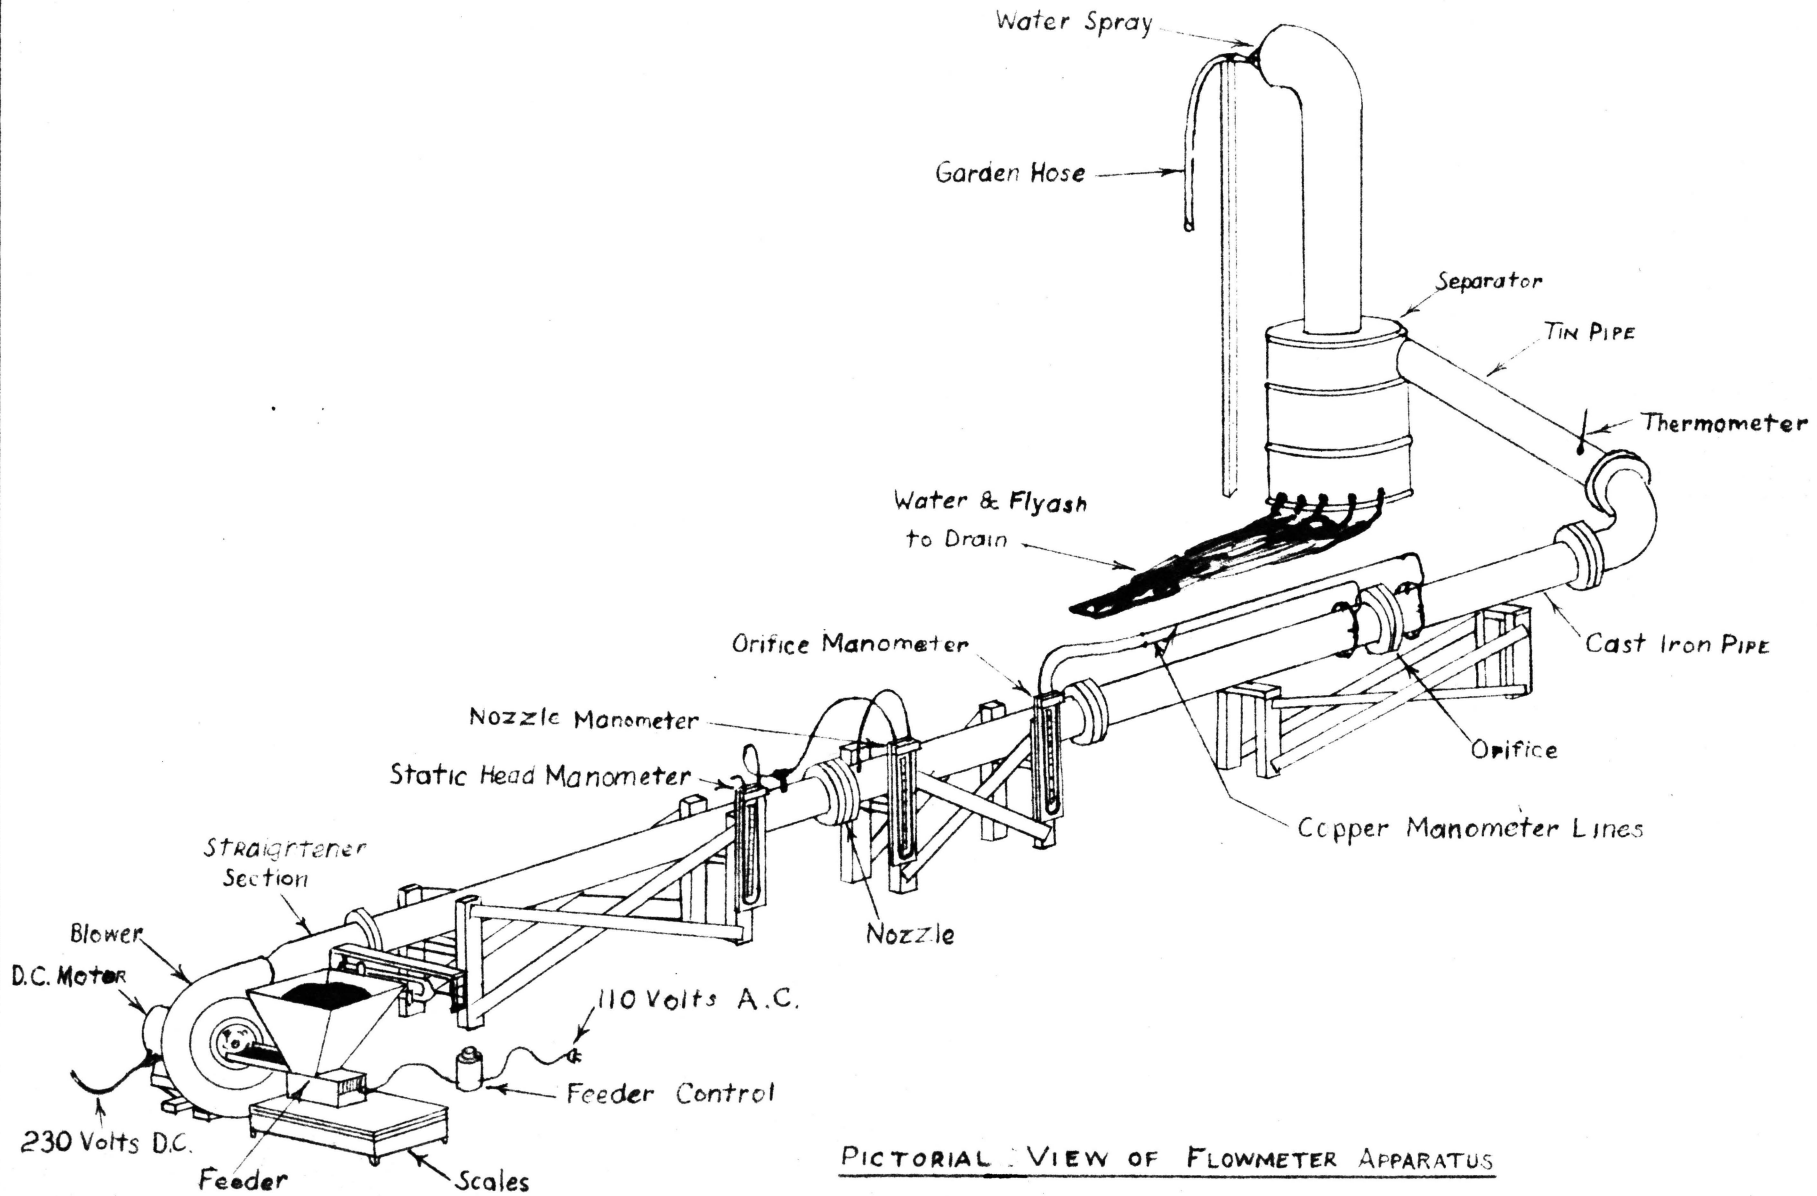 Water Spray
Garden Hose
Separator
TIN PIPE
Thermometer
Water & Flyash
to Drain
Orifice Manometer
Cast Iron PIPE
Nozzle Manometer
Orifice
Static Head Manometer
Copper Manometer Lines
Straigrtener
Section
Nozzle
Blower
D.C. Motor
110 Volts A.C.
Feeder Control
230 Volts D.C.
Feeder
Scales
PICTORIAL VIEW OF FLOWMETER APPARATUS